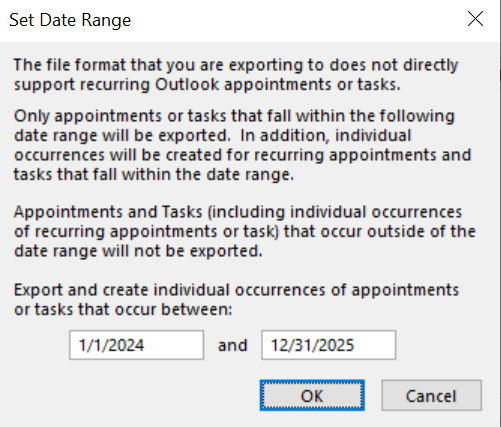 Set Date Range
The file format that you are exporting to does not directly
support recurring Outlook appointments or tasks.
Only appointments or tasks that fall within the following
date range will be exported.  In addition, individual
occurrences will be created for recurring appointments and
tasks that fall within the date range.
Appointments and Tasks (including individual occurrences
of recurring appointments or task) that occur outside of the
date range will not be exported.
Export and create individual occurrences of appointments
or tasks that occur between:
1/1/2024 and 12/31/2025
OK Cancel